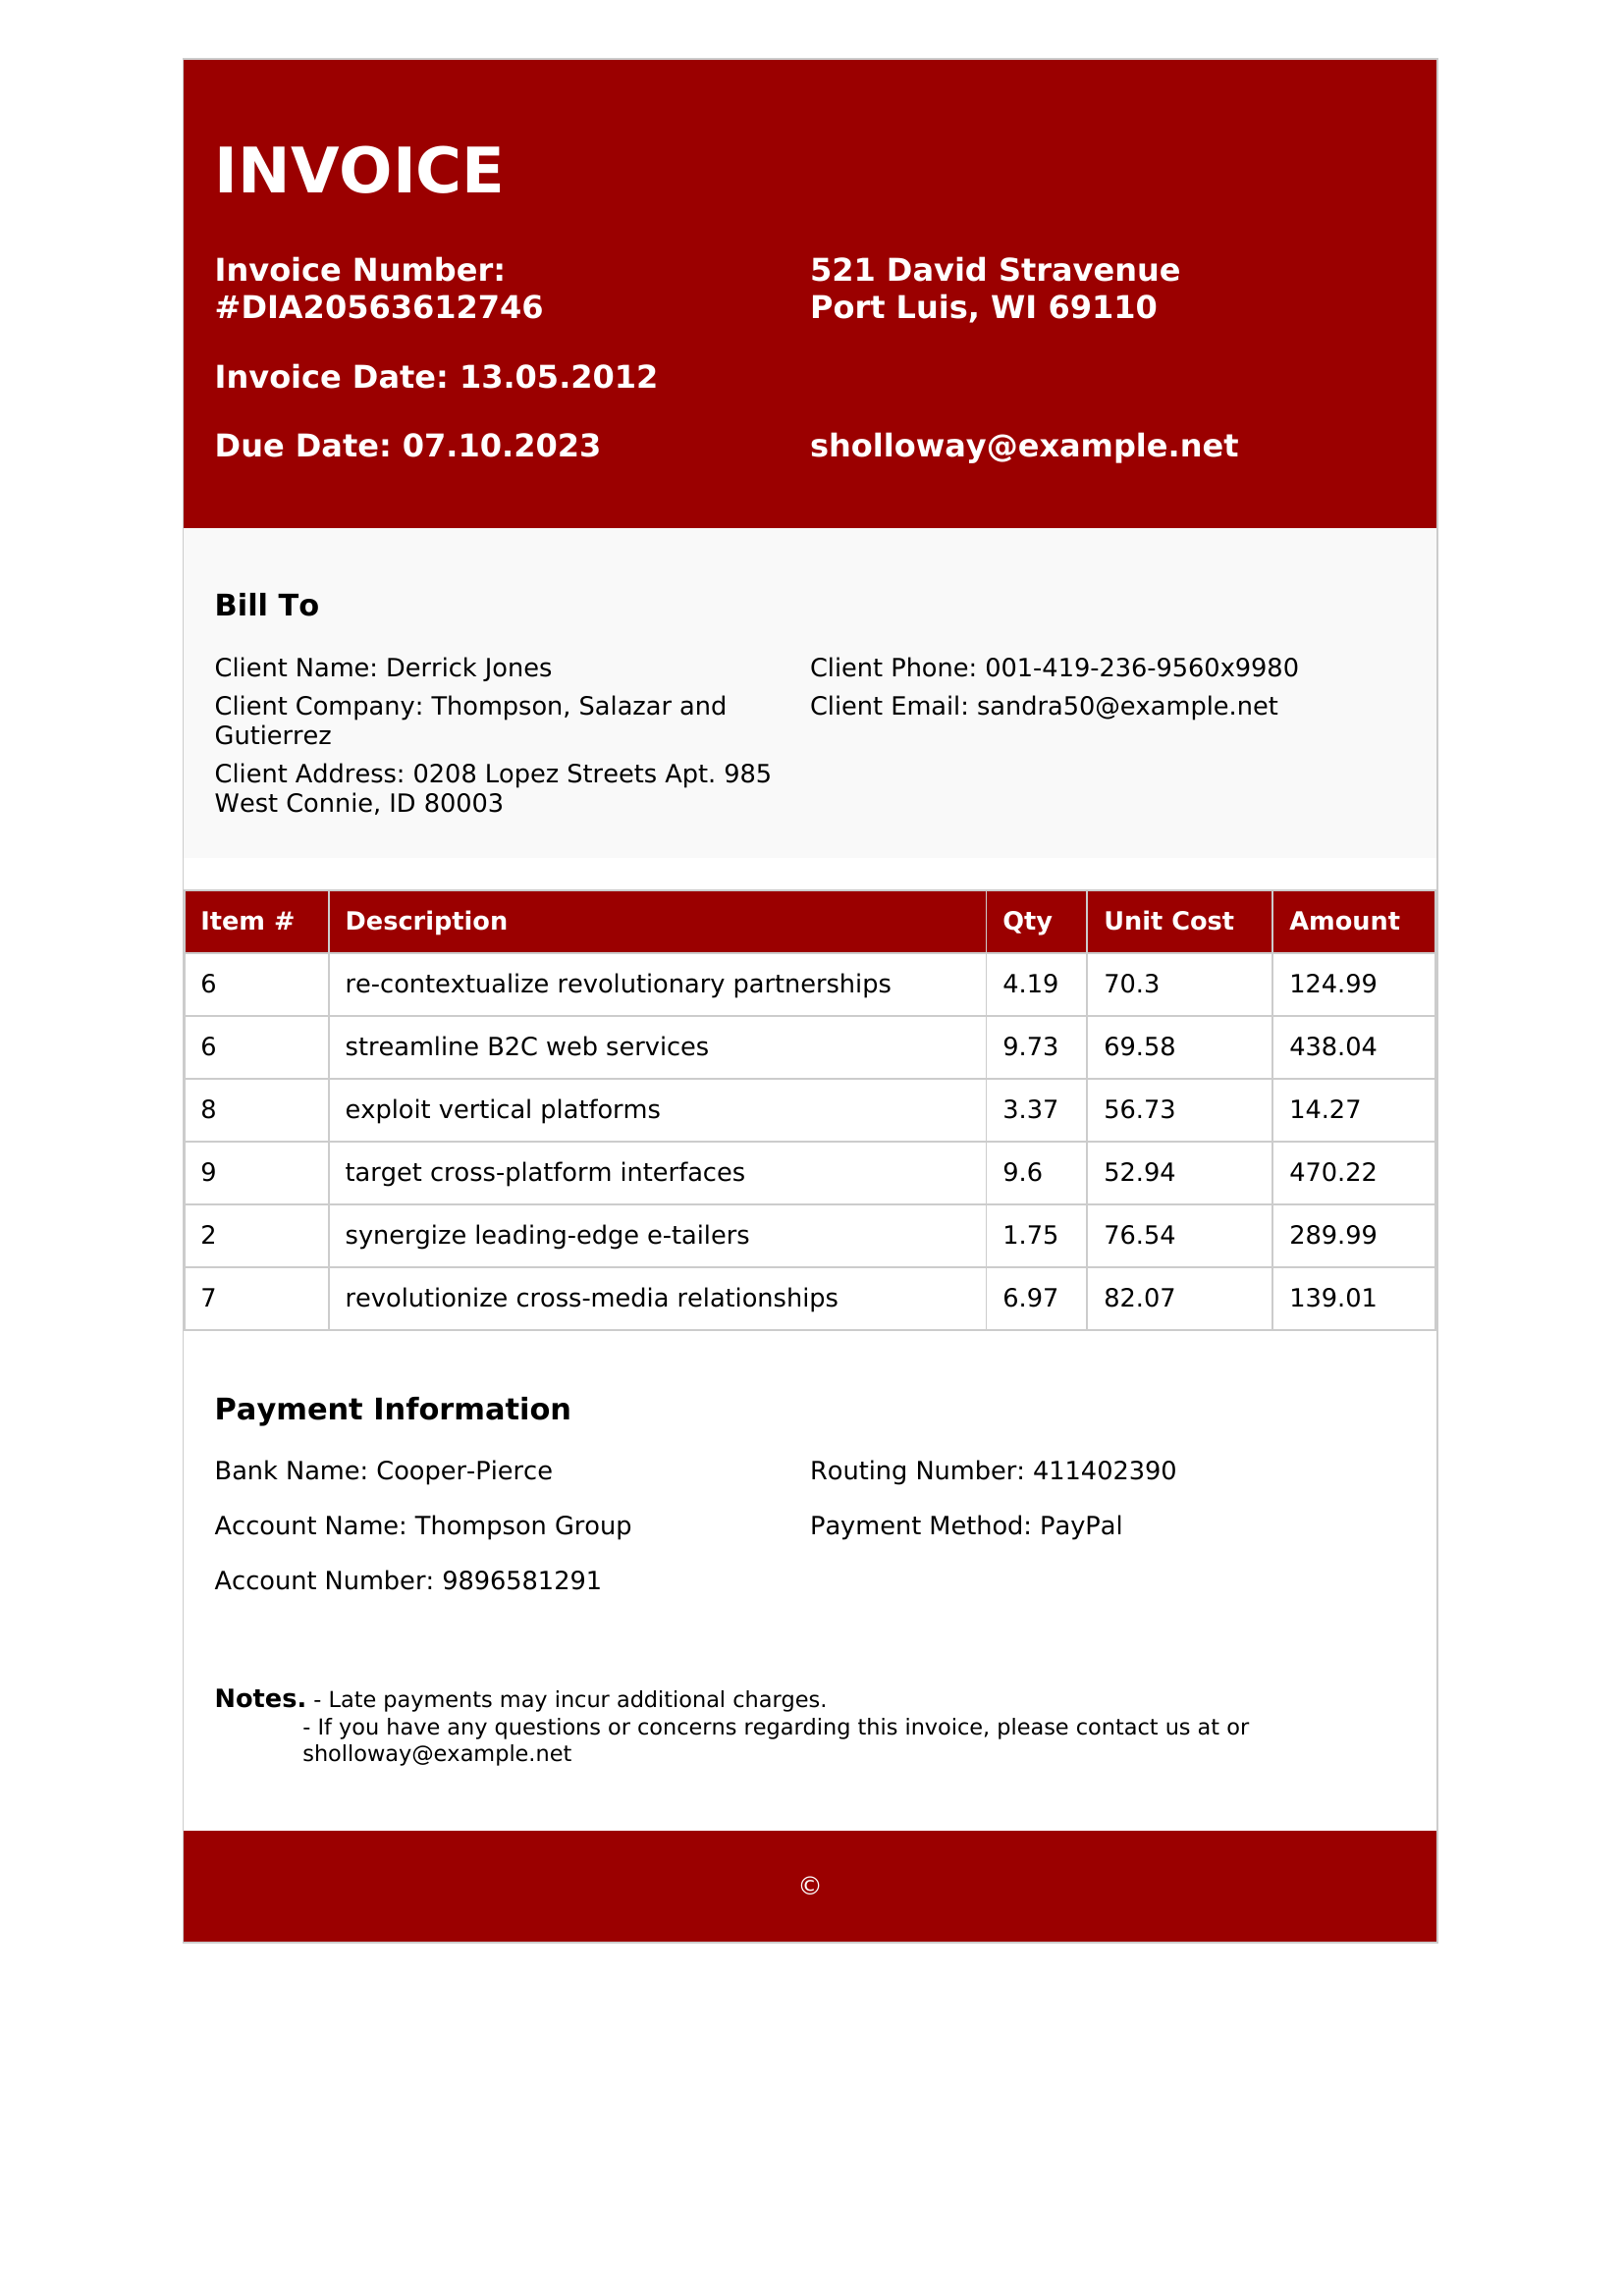 INVOICE
Invoice Number:
#DIA20563612746
521 David Stravenue
Port Luis, WI 69110
Invoice Date: 13.05.2012
Due Date: 07.10.2023
sholloway@example.net
Bill To
Client Name: Derrick Jones
Client Phone: 001-419-236-9560x9980
Client Company: Thompson, Salazar and
Gutierrez
Client Email: sandra50@example.net
Client Address: 0208 Lopez Streets Apt. 985
West Connie, ID 80003
Item # Description Qty Unit Cost Amount
6 re-contextualize revolutionary partnerships 4.19 70.3 124.99
6 streamline B2C web services 9.73 69.58 438.04
8 exploit vertical platforms 3.37 56.73 14.27
9 target cross-platform interfaces 9.6 52.94 470.22
2 synergize leading-edge e-tailers 1.75 76.54 289.99
7 revolutionize cross-media relationships 6.97 82.07 139.01
Payment Information
Bank Name: Cooper-Pierce
Routing Number: 411402390
Account Name: Thompson Group
Payment Method: PayPal
Account Number: 9896581291
Notes. - Late payments may incur additional charges.
- If you have any questions or concerns regarding this invoice, please contact us at or
sholloway@example.net
©